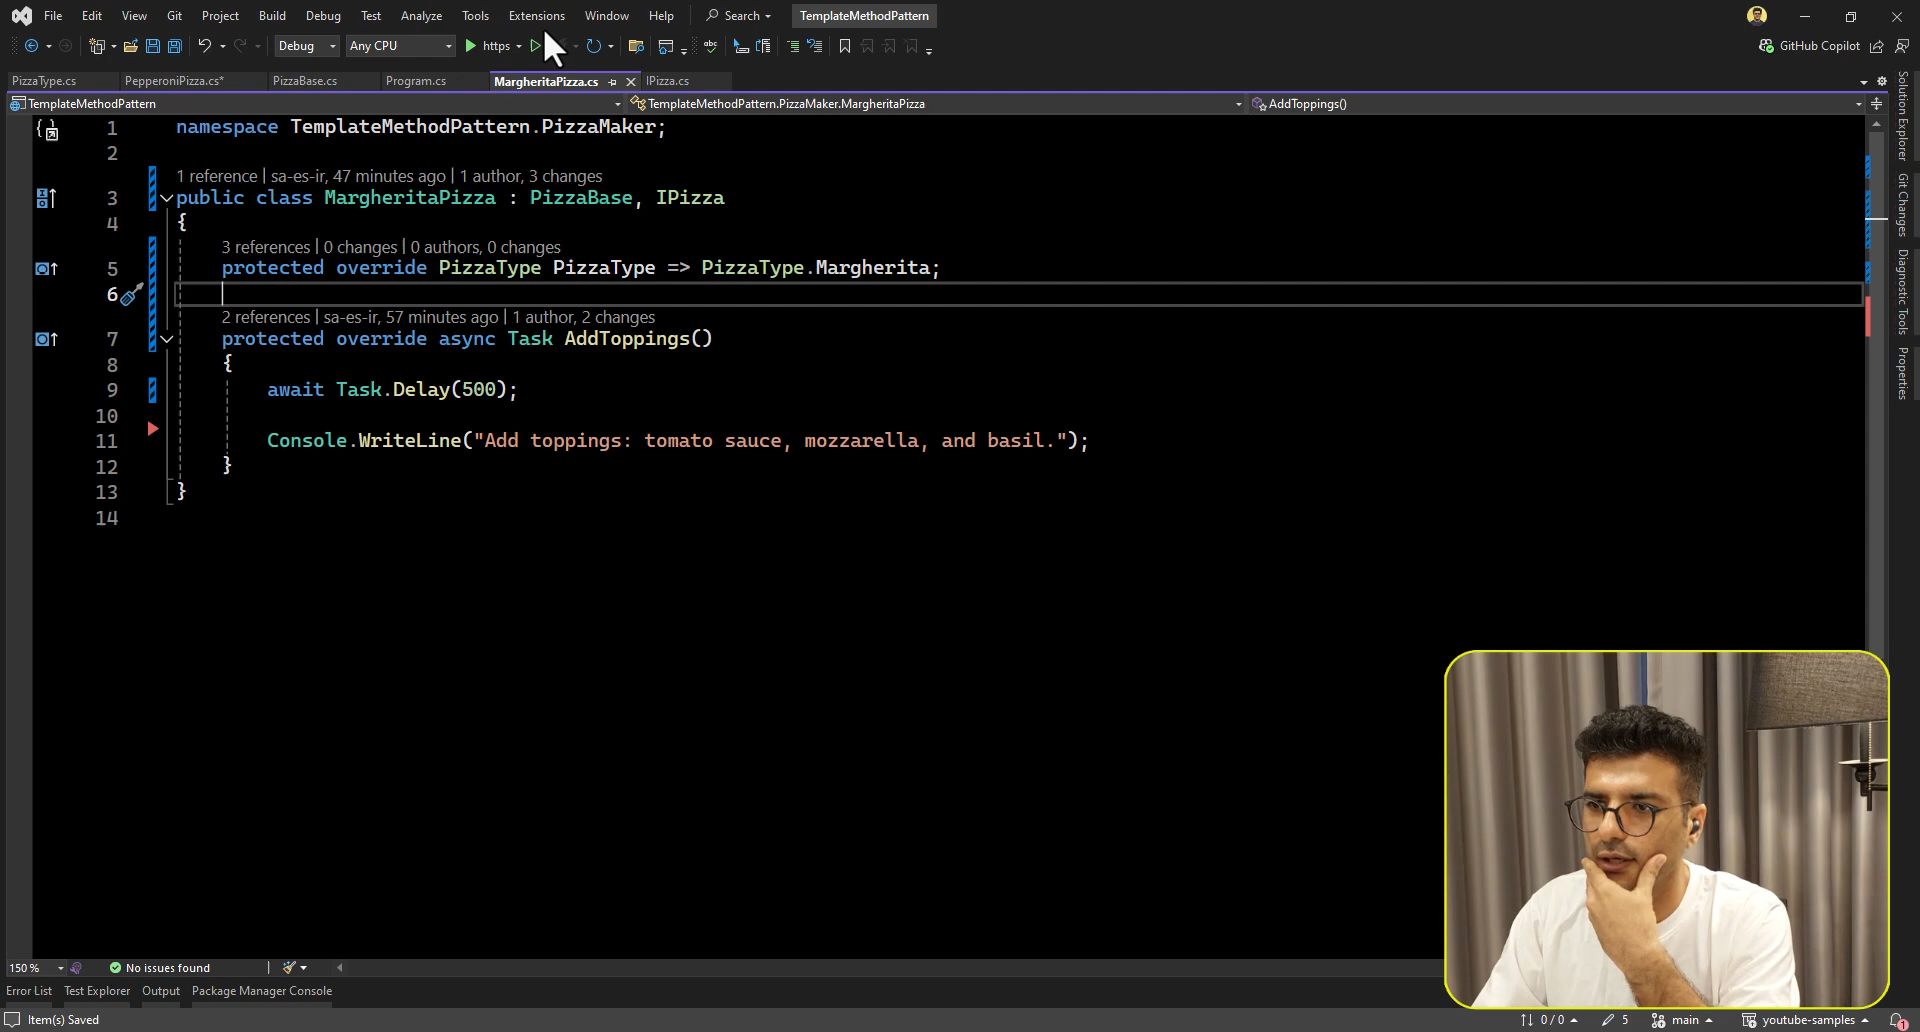 File Edit View Git Project Build Debug Test Analyze Tools Extensions Window Help Search TemplateMethodPattern
Debug Any CPU https GitHub Copilot
PizzaType.cs PepperoniPizza.cs* PizzaBase.cs Program.cs MargheritaPizza.cs IPizza.cs
TemplateMethodPattern TemplateMethodPattern.PizzaMaker.MargheritaPizza AddToppings()
1 namespace TemplateMethodPattern.PizzaMaker;
2
1 reference | sa-es-ir, 47 minutes ago | 1 author, 3 changes
3 public class MargheritaPizza : PizzaBase, IPizza
4 {
3 references | 0 changes | 0 authors, 0 changes
5 protected override PizzaType PizzaType => PizzaType.Margherita;
6
2 references | sa-es-ir, 57 minutes ago | 1 author, 2 changes
7 protected override async Task AddToppings()
8 {
9 await Task.Delay(500);
10
11 Console.WriteLine("Add toppings: tomato sauce, mozzarella, and basil.");
12 }
13 }
14
Solution Explorer
Git Changes
Diagnostic Tools
Properties
150 % No issues found
Error List Test Explorer Output Package Manager Console
Item(s) Saved 0 / 0 5 main youtube-samples 1